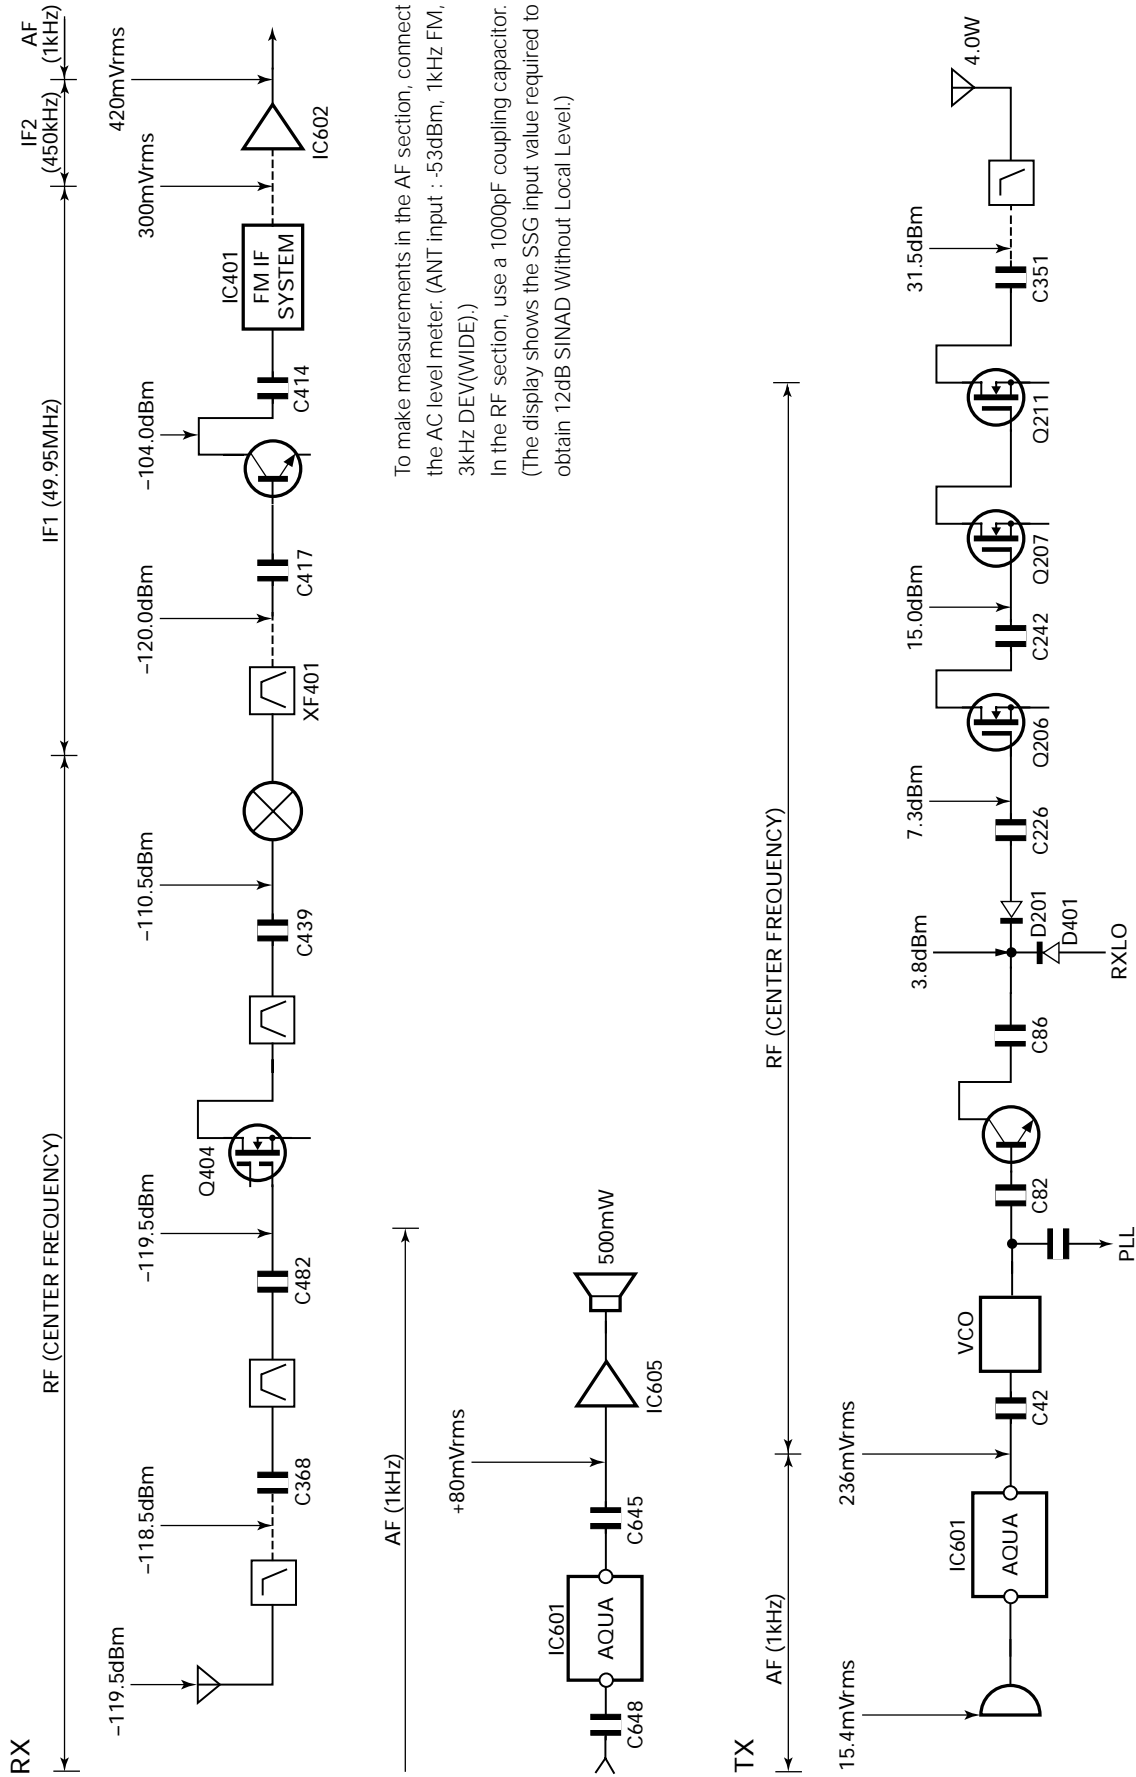 RX
RF (CENTER FREQUENCY)
IF1 (49.95MHz)
IF2
(450kHz)
AF
(1kHz)
−119.5dBm
−118.5dBm
−119.5dBm
−110.5dBm
−120.0dBm
−104.0dBm
300mVrms
420mVrms
C368
C482
Q404
C439
XF401
C417
C414
IC401
FM IF
SYSTEM
IC602
AF (1kHz)
+80mVrms
C648
IC601
AQUA
C645
IC605
500mW
To make measurements in the AF section, connect
the AC level meter. (ANT input : -53dBm, 1kHz FM,
3kHz DEV(WIDE).)
In the RF section, use a 1000pF coupling capacitor.
(The display shows the SSG input value required to
obtain 12dB SINAD Without Local Level.)
TX
AF (1kHz)
RF (CENTER FREQUENCY)
15.4mVrms
236mVrms
3.8dBm
7.3dBm
15.0dBm
31.5dBm
4.0W
IC601
AQUA
C42
VCO
PLL
C82
C86
D201
D401
RXLO
C226
Q206
C242
Q207
Q211
C351